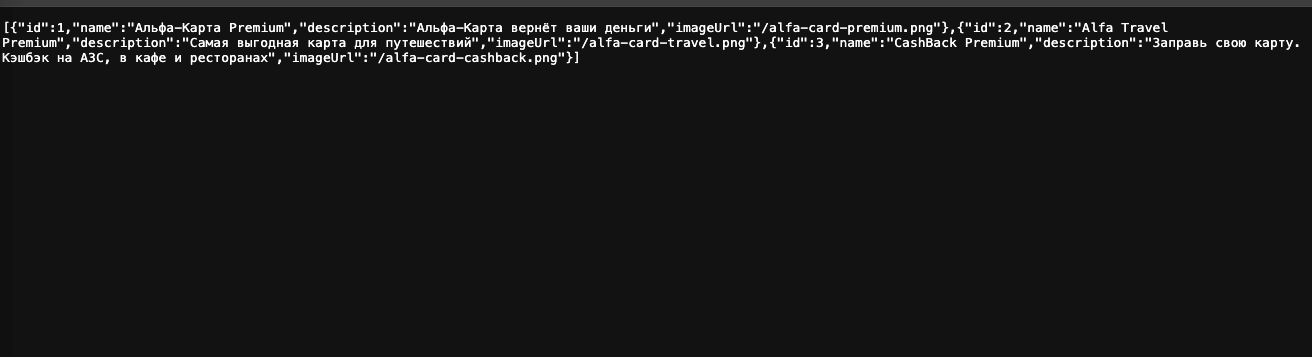 [{"id":1,"name":"Альфа-Карта Premium","description":"Альфа-Карта вернёт ваши деньги","imageUrl":"/alfa-card-premium.png"},{"id":2,"name":"Alfa Travel
Premium","description":"Самая выгодная карта для путешествий","imageUrl":"/alfa-card-travel.png"},{"id":3,"name":"CashBack Premium","description":"Заправь свою карту.
Кэшбэк на АЗС, в кафе и ресторанах","imageUrl":"/alfa-card-cashback.png"}]